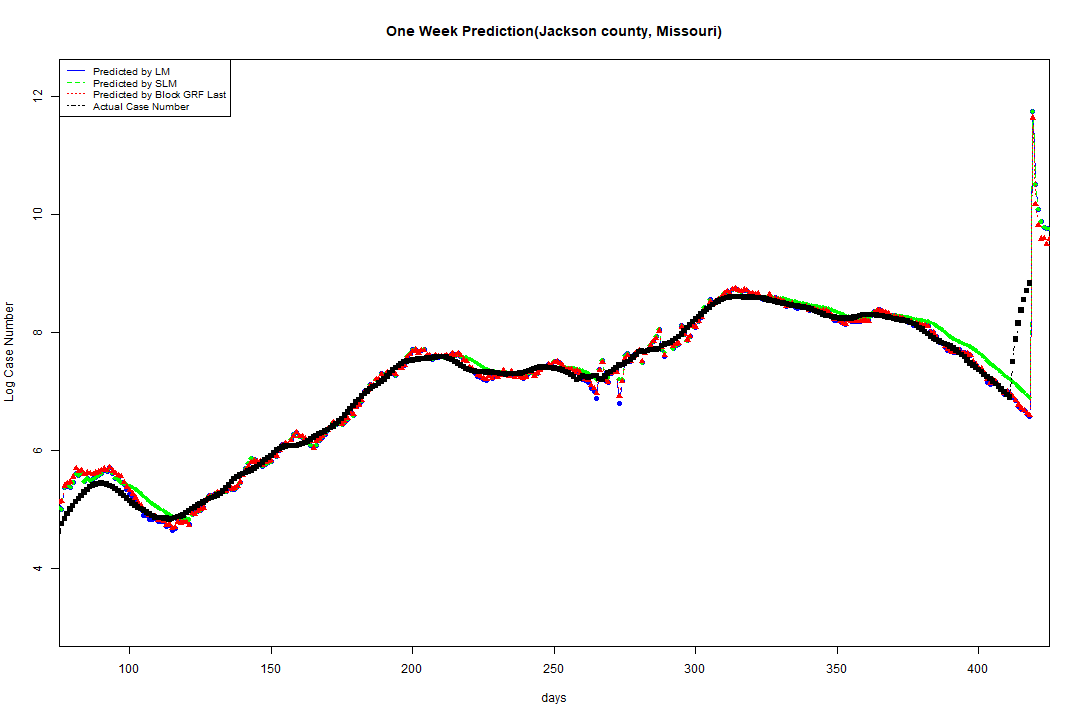 One Week Prediction(Jackson county, Missouri)
Predicted by LM
Predicted by SLM
Predicted by Block GRF Last
Actual Case Number
Log Case Number
12
10
8
6
4
100 150 200 250 300 350 400
days